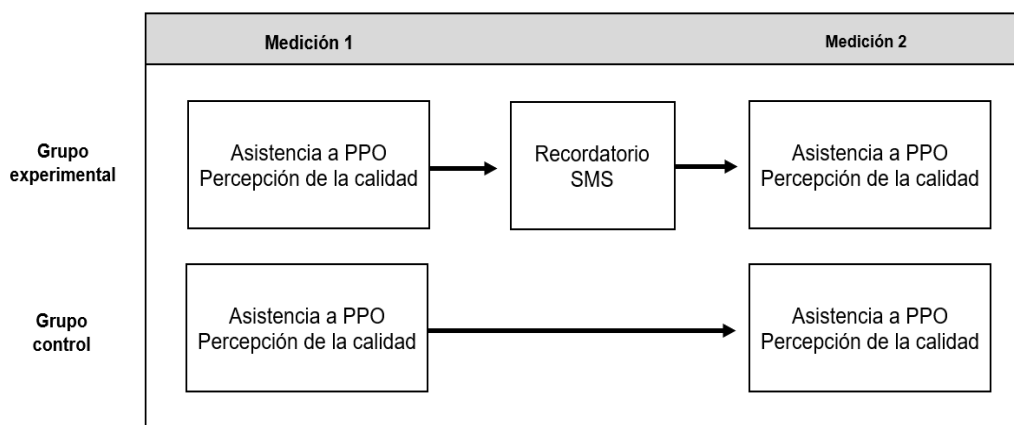 Medición 1
Medición 2
Grupo
experimental
Asistencia a PPO
Percepción de la calidad
Recordatorio
SMS
Asistencia a PPO
Percepción de la calidad
Grupo
control
Asistencia a PPO
Percepción de la calidad
Asistencia a PPO
Percepción de la calidad